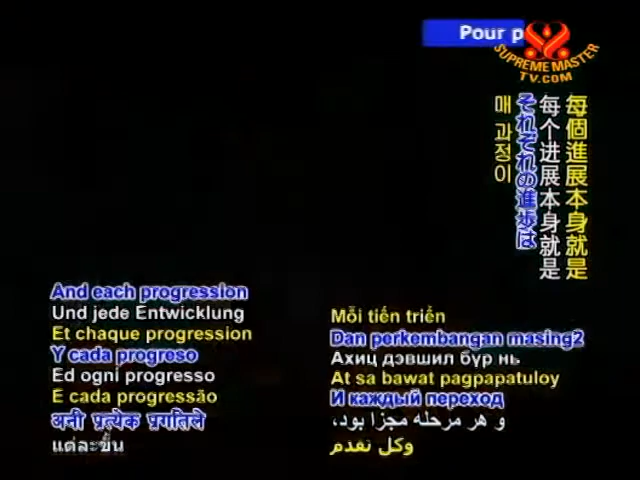 Pour p
SUPREME MASTER
TV.COM
每個進展本身就是
每个进展本身就是
それぞれの進歩は
매 과정이
And each progression
Und jede Entwicklung
Et chaque progression
Y cada progreso
Ed ogni progresso
E cada progressão
अनी प्रत्येक प्रगतिले
แต่ละขั้น
Mỗi tiến triển
Dan perkembangan masing2
Ахиц дэвшил бүр нь
At sa bawat pagpapatuloy
И каждый переход
و هر مرحله مجزا بود،
وكل تقدم